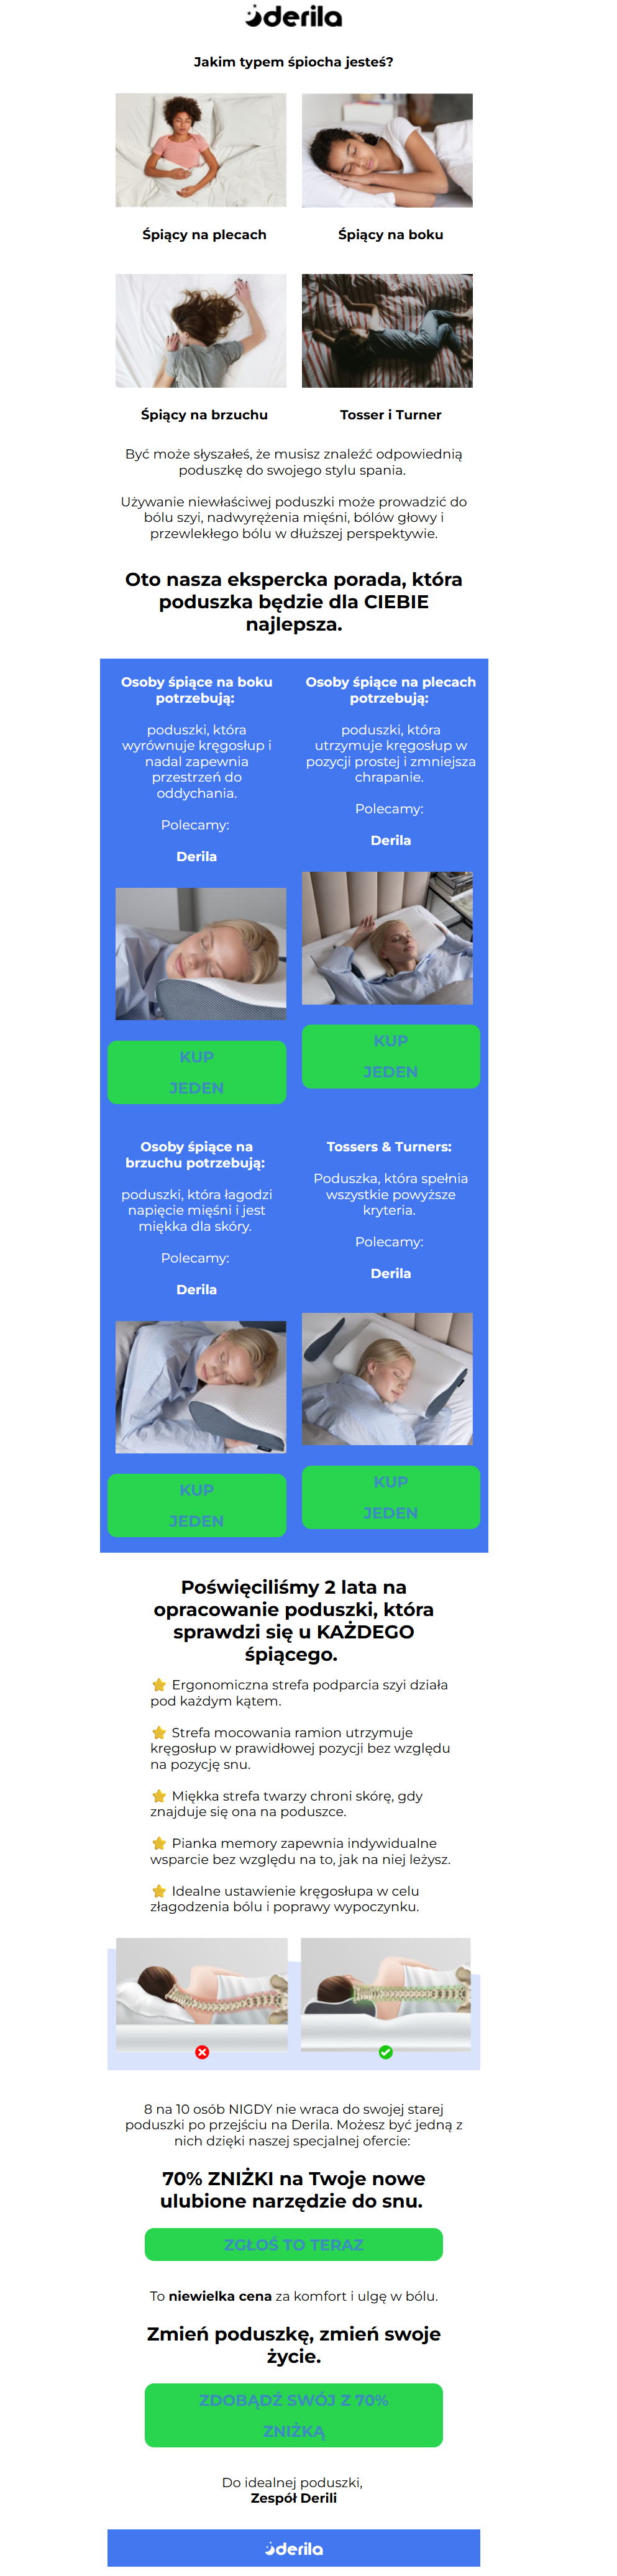 derila
Jakim typem śpiocha jesteś?
Śpiący na plecach
Śpiący na boku
Śpiący na brzuchu
Tosser i Turner
Być może słyszałeś, że musisz znaleźć odpowiednią
poduszkę do swojego stylu spania.
Używanie niewłaściwej poduszki może prowadzić do
bólu szyi, nadwyrężenia mięśni, bólów głowy i
przewlekłego bólu w dłuższej perspektywie.
Oto nasza ekspercka porada, która
poduszka będzie dla CIEBIE
najlepsza.
Osoby śpiące na boku
potrzebują:
poduszki, która
wyrównuje kręgosłup i
nadal zapewnia
przestrzeń do
oddychania.
Polecamy:
Derila
KUP
JEDEN
Osoby śpiące na plecach
potrzebują:
poduszki, która
utrzymuje kręgosłup w
pozycji prostej i zmniejsza
chrapanie.
Polecamy:
Derila
KUP
JEDEN
Osoby śpiące na
brzuchu potrzebują:
poduszki, która łagodzi
napięcie mięśni i jest
miękka dla skóry.
Polecamy:
Derila
KUP
JEDEN
Tossers & Turners:
Poduszka, która spełnia
wszystkie powyższe
kryteria.
Polecamy:
Derila
KUP
JEDEN
Poświęciliśmy 2 lata na
opracowanie poduszki, która
sprawdzi się u KAŻDEGO
śpiącego.
⭐ Ergonomiczna strefa podparcia szyi działa
pod każdym kątem.
⭐ Strefa mocowania ramion utrzymuje
kręgosłup w prawidłowej pozycji bez względu
na pozycję snu.
⭐ Miękka strefa twarzy chroni skórę, gdy
znajduje się ona na poduszce.
⭐ Pianka memory zapewnia indywidualne
wsparcie bez względu na to, jak na niej leżysz.
⭐ Idealne ustawienie kręgosłupa w celu
złagodzenia bólu i poprawy wypoczynku.
8 na 10 osób NIGDY nie wraca do swojej starej
poduszki po przejściu na Derila. Możesz być jedną z
nich dzięki naszej specjalnej ofercie:
70% ZNIŻKI na Twoje nowe
ulubione narzędzie do snu.
ZGŁOŚ TO TERAZ
To niewielka cena za komfort i ulgę w bólu.
Zmień poduszkę, zmień swoje
życie.
ZDOBĄDŹ SWÓJ Z 70%
ZNIŻKĄ
Do idealnej poduszki,
Zespół Derili
derila